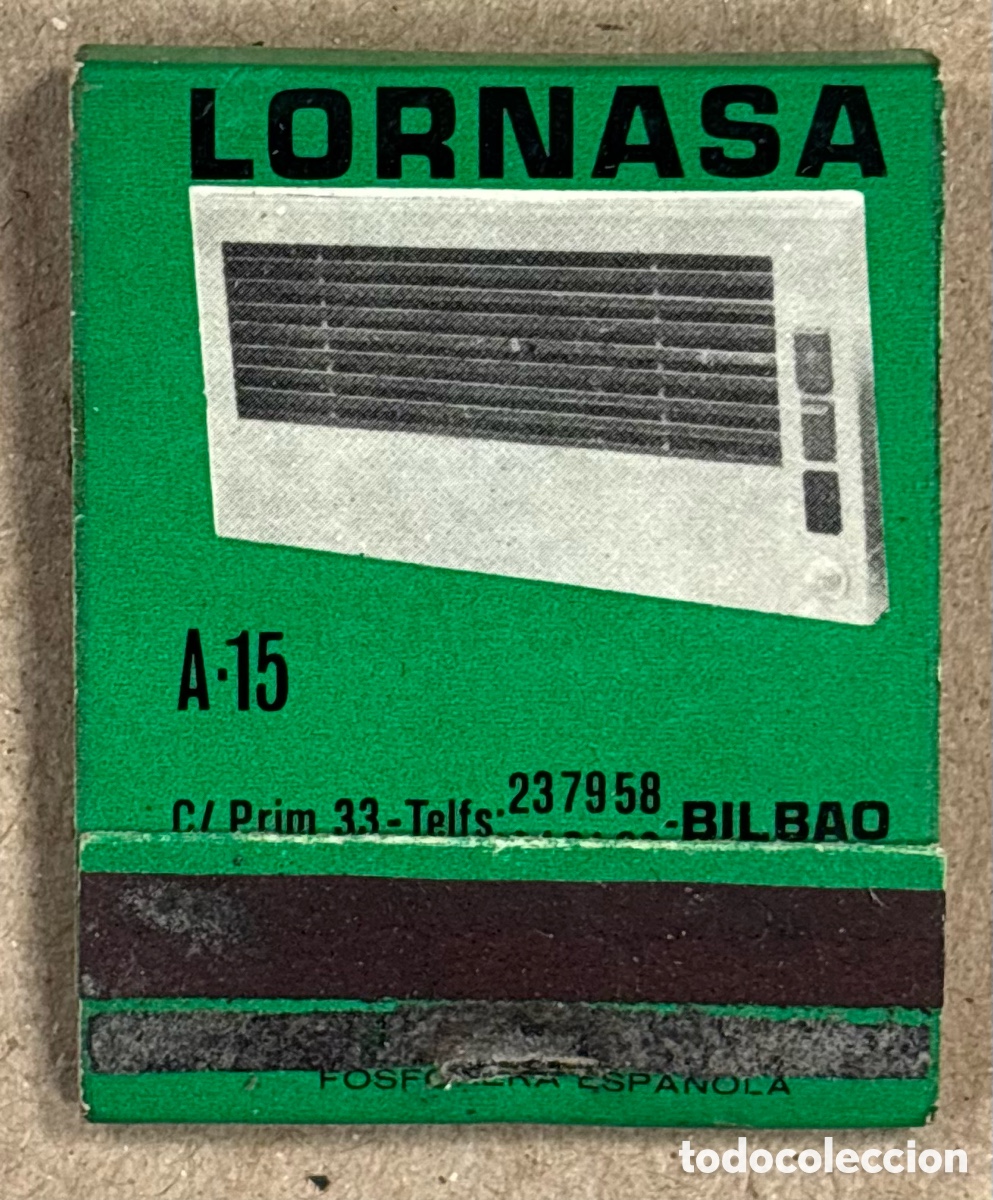 LORNASA
A-15
C/ Prim 33-Telfs. 237958 -BILBAO
FOSFORERA ESPAÑOLA
todocoleccion